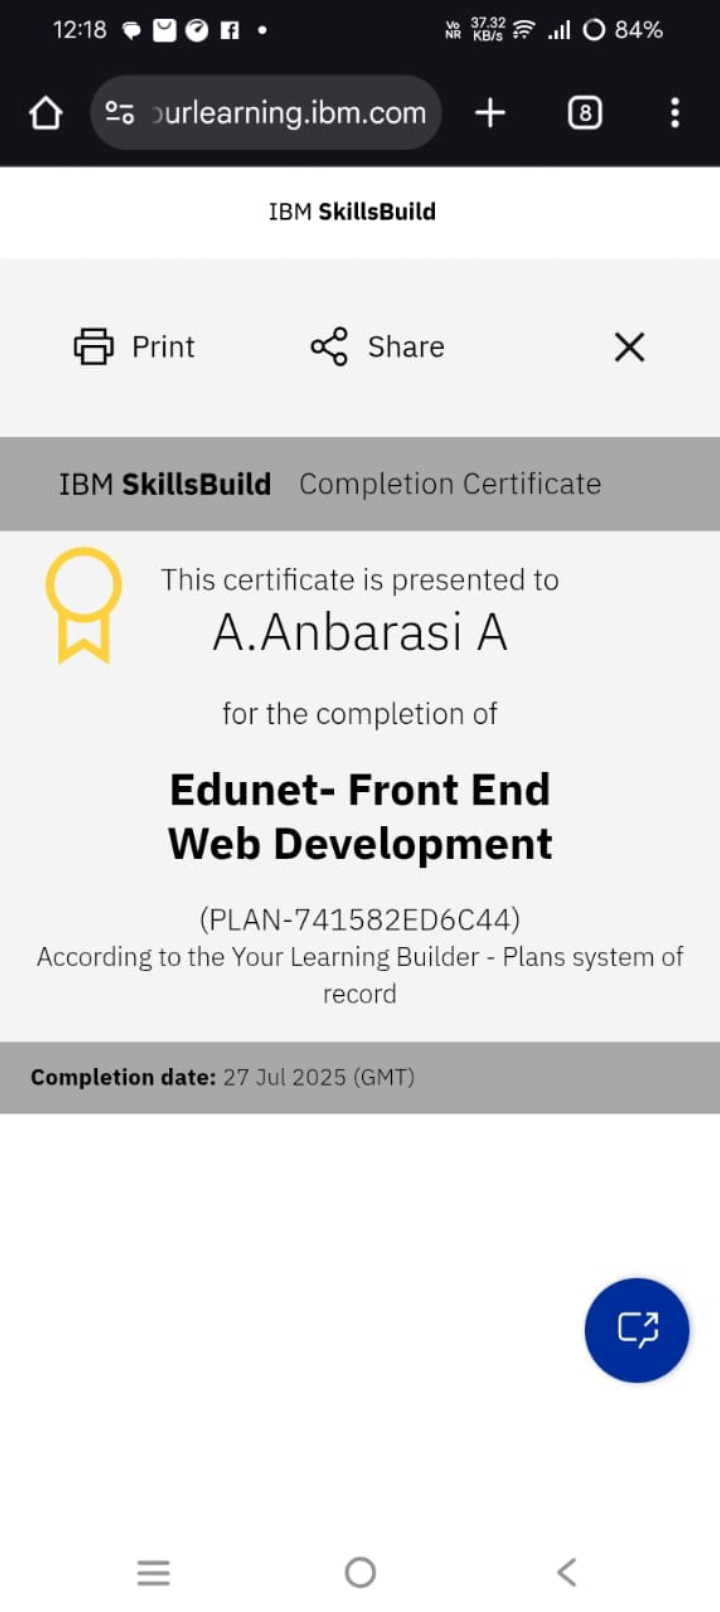 12:18 Vo NR 37.32 KB/s 84%
ourlearning.ibm.com 8
IBM SkillsBuild
Print Share
IBM SkillsBuild Completion Certificate
This certificate is presented to
A.Anbarasi A
for the completion of
Edunet- Front End
Web Development
(PLAN-741582ED6C44)
According to the Your Learning Builder - Plans system of
record
Completion date: 27 Jul 2025 (GMT)